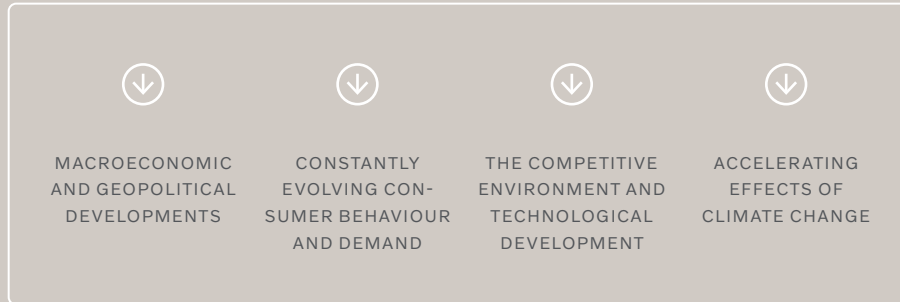 MACROECONOMIC
AND GEOPOLITICAL
DEVELOPMENTS
CONSTANTLY
EVOLVING CON-
SUMER BEHAVIOUR
AND DEMAND
THE COMPETITIVE
ENVIRONMENT AND
TECHNOLOGICAL
DEVELOPMENT
ACCELERATING
EFFECTS OF
CLIMATE CHANGE